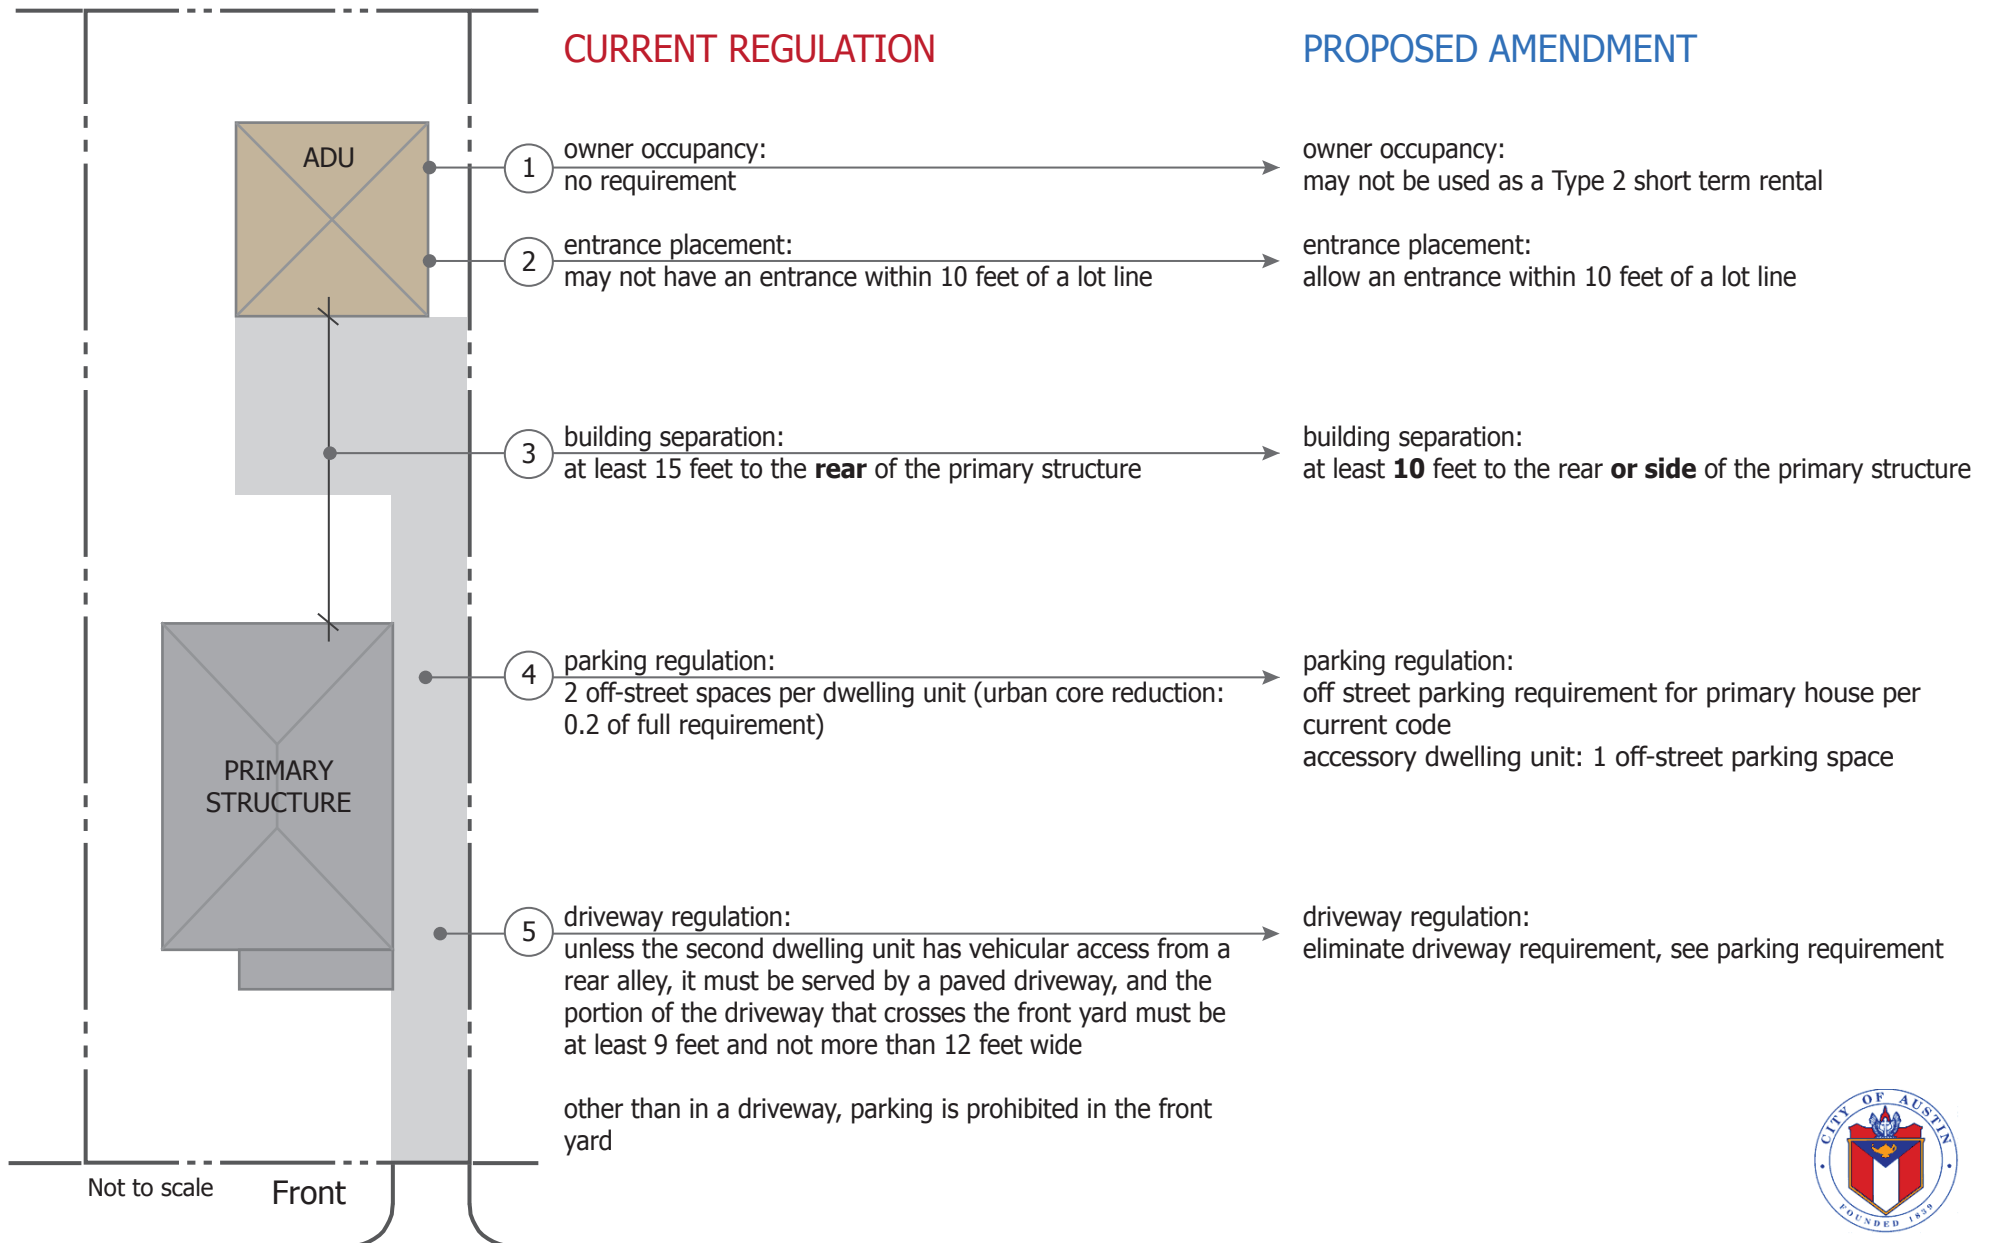 CURRENT REGULATION
PROPOSED AMENDMENT
ADU
1
owner occupancy:
no requirement
owner occupancy:
may not be used as a Type 2 short term rental
2
entrance placement:
may not have an entrance within 10 feet of a lot line
entrance placement:
allow an entrance within 10 feet of a lot line
3
building separation:
at least 15 feet to the rear of the primary structure
building separation:
at least 10 feet to the rear or side of the primary structure
4
parking regulation:
2 off-street spaces per dwelling unit (urban core reduction:
0.2 of full requirement)
parking regulation:
off street parking requirement for primary house per
current code
accessory dwelling unit: 1 off-street parking space
PRIMARY
STRUCTURE
5
driveway regulation:
unless the second dwelling unit has vehicular access from a
rear alley, it must be served by a paved driveway, and the
portion of the driveway that crosses the front yard must be
at least 9 feet and not more than 12 feet wide
other than in a driveway, parking is prohibited in the front
yard
driveway regulation:
eliminate driveway requirement, see parking requirement
Not to scale
Front
CITY OF AUSTIN
FOUNDED 1839